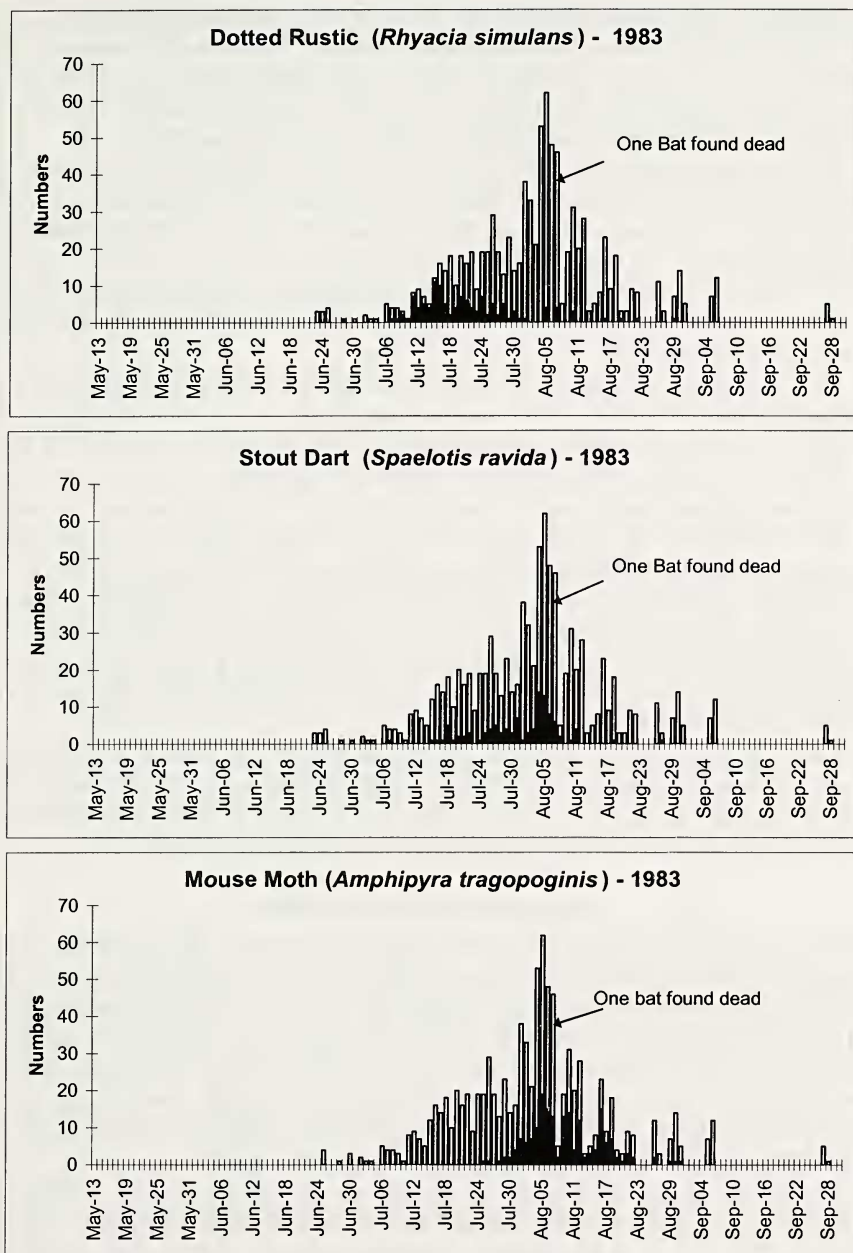 Dotted Rustic (Rhyacia simulans) - 1983
70
60
50
40
30
20
10
0
Numbers
One Bat found dead
May-13
May-19
May-25
May-31
Jun-06
Jun-12
Jun-18
Jun-24
Jun-30
Jul-06
Jul-12
Jul-18
Jul-24
Jul-30
Aug-05
Aug-11
Aug-17
Aug-23
Aug-29
Sep-04
Sep-10
Sep-16
Sep-22
Sep-28
Stout Dart (Spaelotis ravida) - 1983
70
60
50
40
30
20
10
0
Numbers
One Bat found dead
May-13
May-19
May-25
May-31
Jun-06
Jun-12
Jun-18
Jun-24
Jun-30
Jul-06
Jul-12
Jul-18
Jul-24
Jul-30
Aug-05
Aug-11
Aug-17
Aug-23
Aug-29
Sep-04
Sep-10
Sep-16
Sep-22
Sep-28
Mouse Moth (Amphipyra tragopoginis) - 1983
70
60
50
40
30
20
10
0
Numbers
One bat found dead
May-13
May-19
May-25
May-31
Jun-06
Jun-12
Jun-18
Jun-24
Jun-30
Jul-06
Jul-12
Jul-18
Jul-24
Jul-30
Aug-05
Aug-11
Aug-17
Aug-23
Aug-29
Sep-04
Sep-10
Sep-16
Sep-22
Sep-28